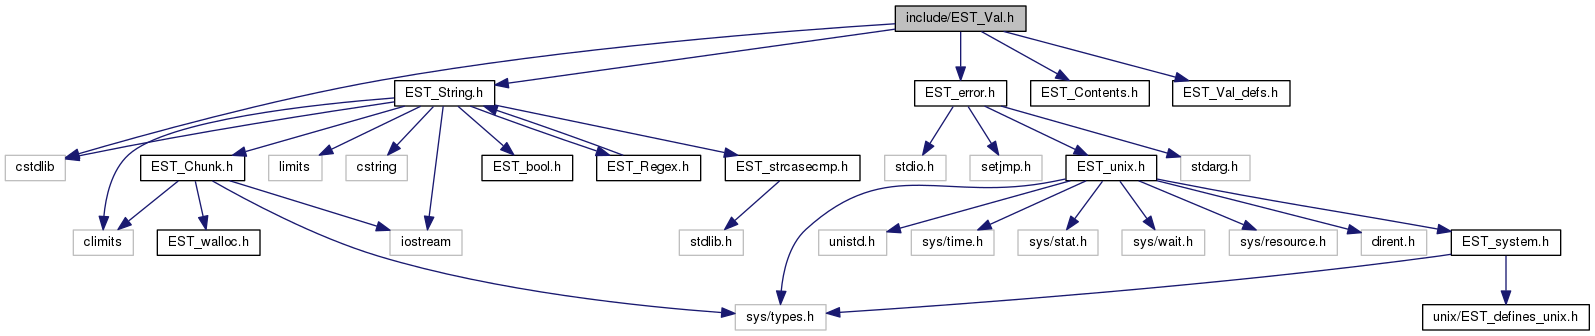 include/EST_Val.h
EST_String.h
EST_error.h
EST_Contents.h
EST_Val_defs.h
cstdlib
EST_Chunk.h
limits
cstring
EST_bool.h
EST_Regex.h
EST_strcasecmp.h
stdio.h
setjmp.h
EST_unix.h
stdarg.h
climits
EST_walloc.h
iostream
stdlib.h
unistd.h
sys/time.h
sys/stat.h
sys/wait.h
sys/resource.h
dirent.h
EST_system.h
sys/types.h
unix/EST_defines_unix.h